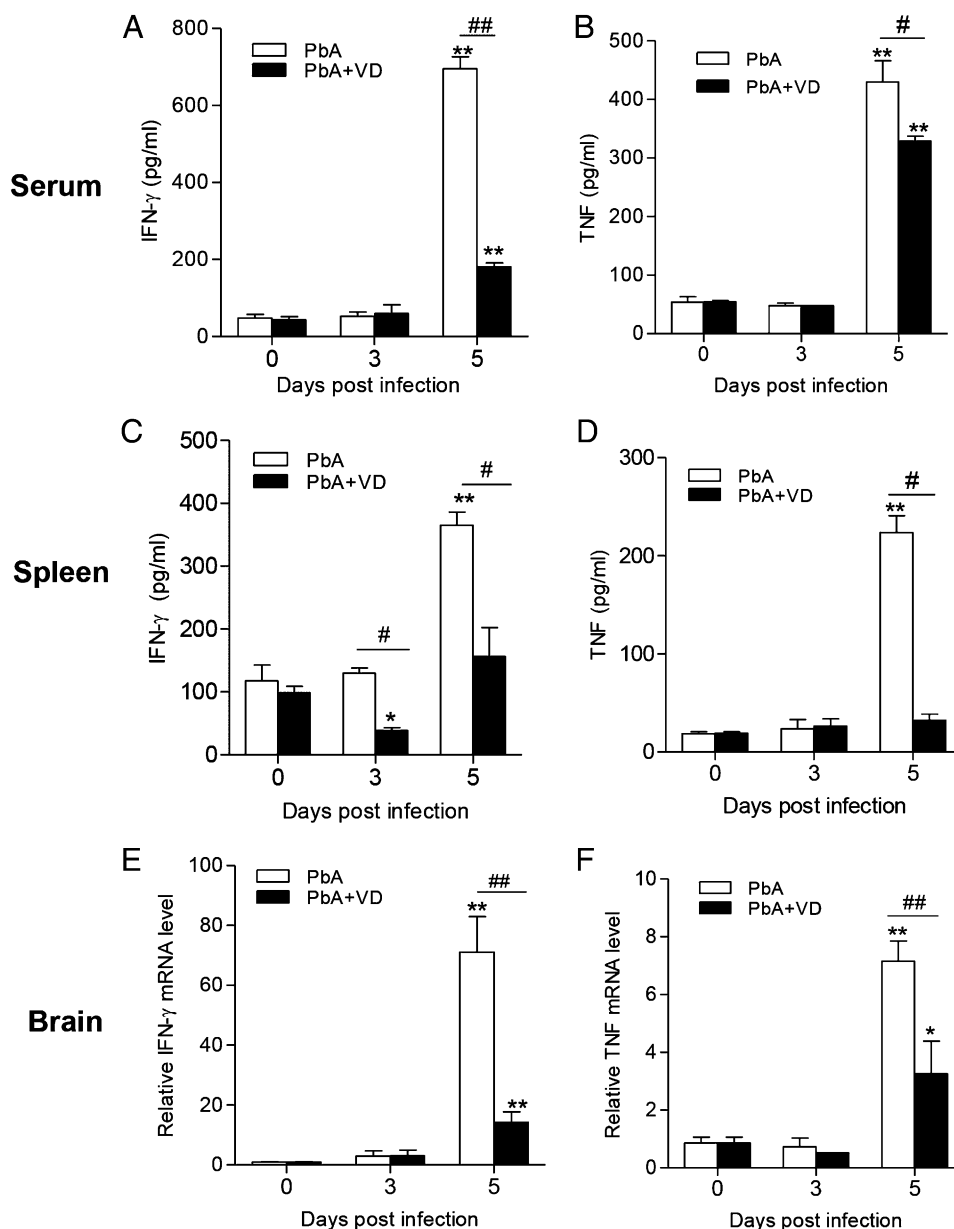 A
IFN-γ (pg/ml)
800
600
400
200
0
PbA
PbA+VD
##
**
**
0 3 5
Days post infection
B
TNF (pg/ml)
500
400
300
200
100
0
PbA
PbA+VD
#
**
**
0 3 5
Days post infection
Serum
C
IFN-γ (pg/ml)
500
400
300
200
100
0
PbA
PbA+VD
#
*
#
**
0 3 5
Days post infection
D
TNF (pg/ml)
300
200
100
0
PbA
PbA+VD
#
**
0 3 5
Days post infection
Spleen
E
Relative IFN-γ mRNA level
100
80
60
40
20
0
PbA
PbA+VD
##
**
**
0 3 5
Days post infection
F
Relative TNF mRNA level
10
8
6
4
2
0
PbA
PbA+VD
##
**
*
0 3 5
Days post infection
Brain